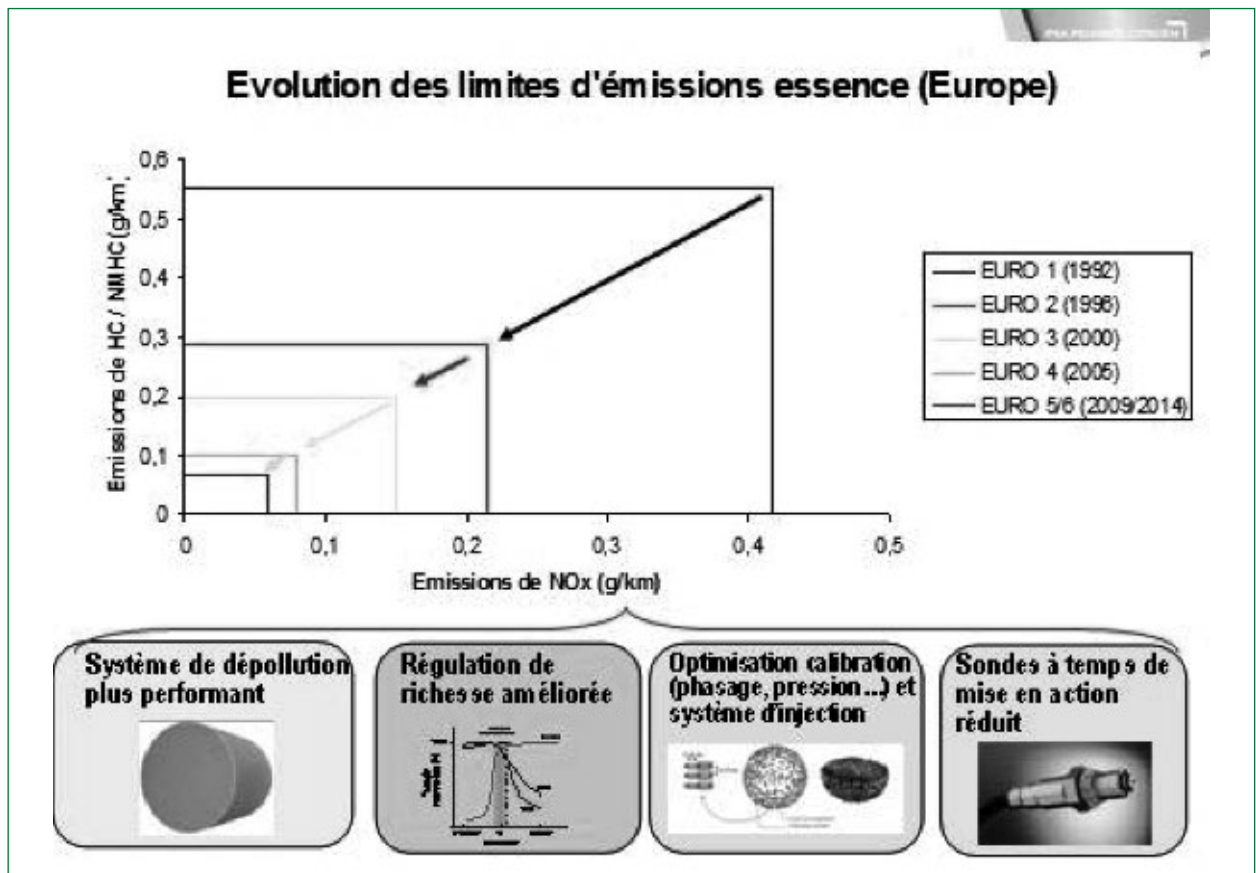 PSA PEUGEOT CITROËN
Evolution des limites d'émissions essence (Europe)
Emissions de HC / NMHC (g/km)
0,6
0,5
0,4
0,3
0,2
0,1
0
0 0,1 0,2 0,3 0,4 0,5
Emissions de NOx (g/km)
EURO 1 (1992)
EURO 2 (1996)
EURO 3 (2000)
EURO 4 (2005)
EURO 5/6 (2009/2014)
Système de dépollution
plus performant
Régulation de
richesse améliorée
Optimisation calibration
(phasage, pression ...) et
système d'injection
Sondes à temps de
mise en action
réduit